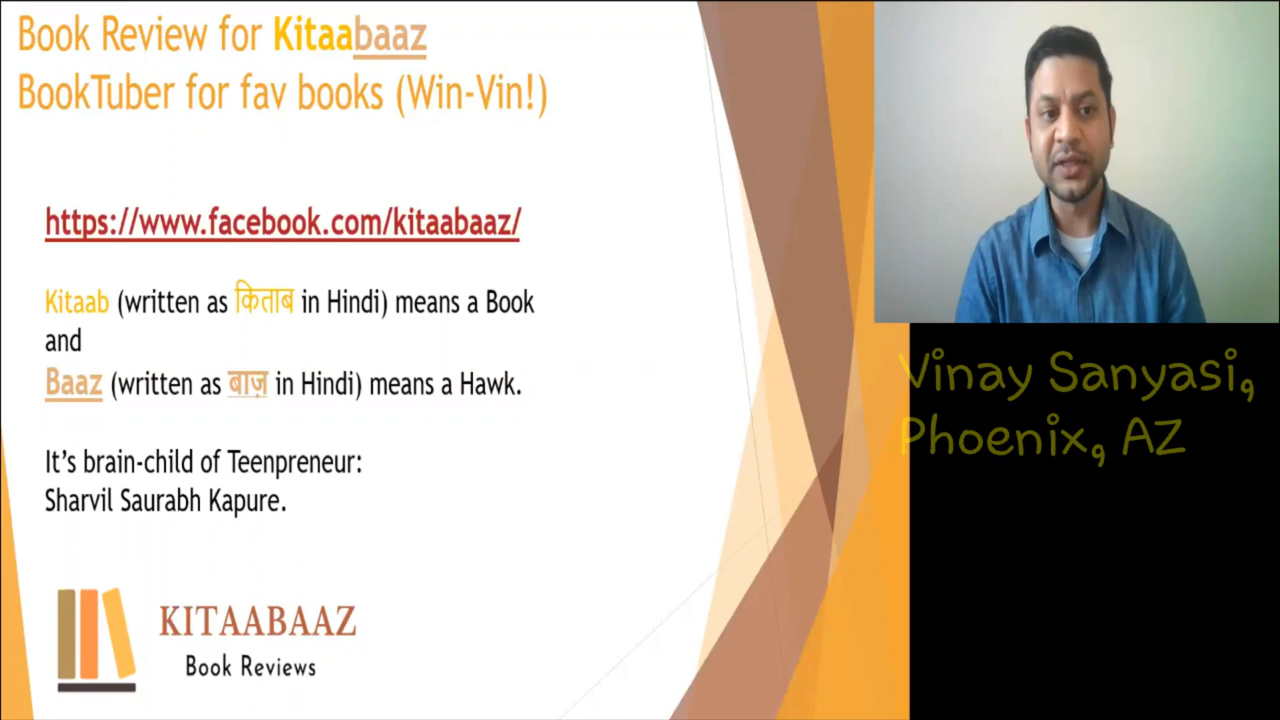 Book Review for Kitaabaaz
BookTuber for fav books (Win-Vin!)
https://www.facebook.com/kitaabaaz/
Kitaab (written as किताब in Hindi) means a Book
and
Baaz (written as बाज़ in Hindi) means a Hawk.
It’s brain-child of Teenpreneur:
Sharvil Saurabh Kapure.
KITAABAAZ
Book Reviews
Vinay Sanyasi,
Phoenix, AZ